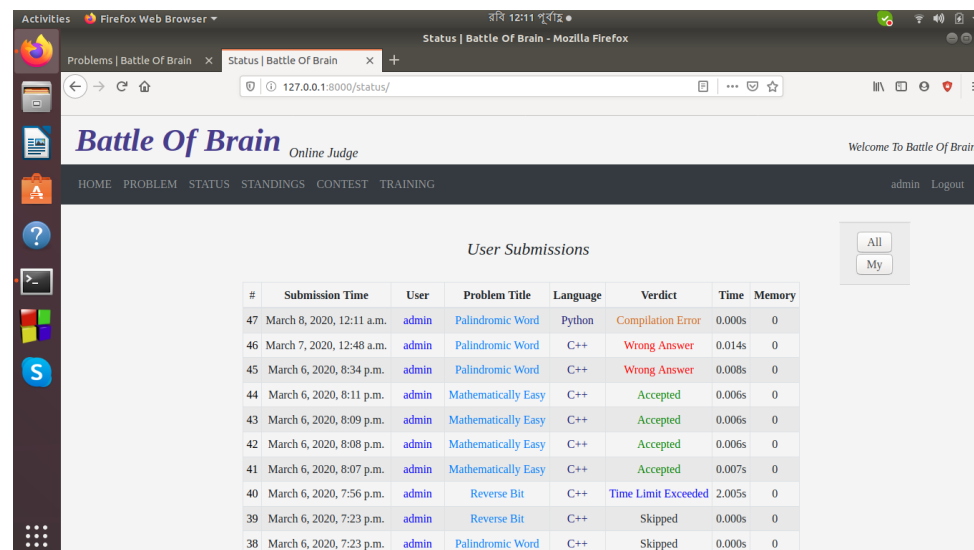 Activities Firefox Web Browser রবি 12:11 পূর্বাহ্ণ
Status | Battle Of Brain - Mozilla Firefox
Problems | Battle Of Brain × Status | Battle Of Brain × +
127.0.0.1:8000/status/
Battle Of Brain Online Judge Welcome To Battle Of Brain
HOME PROBLEM STATUS STANDINGS CONTEST TRAINING admin Logout
User Submissions
All
My
# Submission Time User Problem Title Language Verdict Time Memory
47 March 8, 2020, 12:11 a.m. admin Palindromic Word Python Compilation Error 0.000s 0
46 March 7, 2020, 12:48 a.m. admin Palindromic Word C++ Wrong Answer 0.014s 0
45 March 6, 2020, 8:34 p.m. admin Palindromic Word C++ Wrong Answer 0.008s 0
44 March 6, 2020, 8:11 p.m. admin Mathematically Easy C++ Accepted 0.006s 0
43 March 6, 2020, 8:09 p.m. admin Mathematically Easy C++ Accepted 0.006s 0
42 March 6, 2020, 8:08 p.m. admin Mathematically Easy C++ Accepted 0.006s 0
41 March 6, 2020, 8:07 p.m. admin Mathematically Easy C++ Accepted 0.007s 0
40 March 6, 2020, 7:56 p.m. admin Reverse Bit C++ Time Limit Exceeded 2.005s 0
39 March 6, 2020, 7:23 p.m. admin Reverse Bit C++ Skipped 0.000s 0
38 March 6, 2020, 7:23 p.m. admin Palindromic Word C++ Skipped 0.000s 0